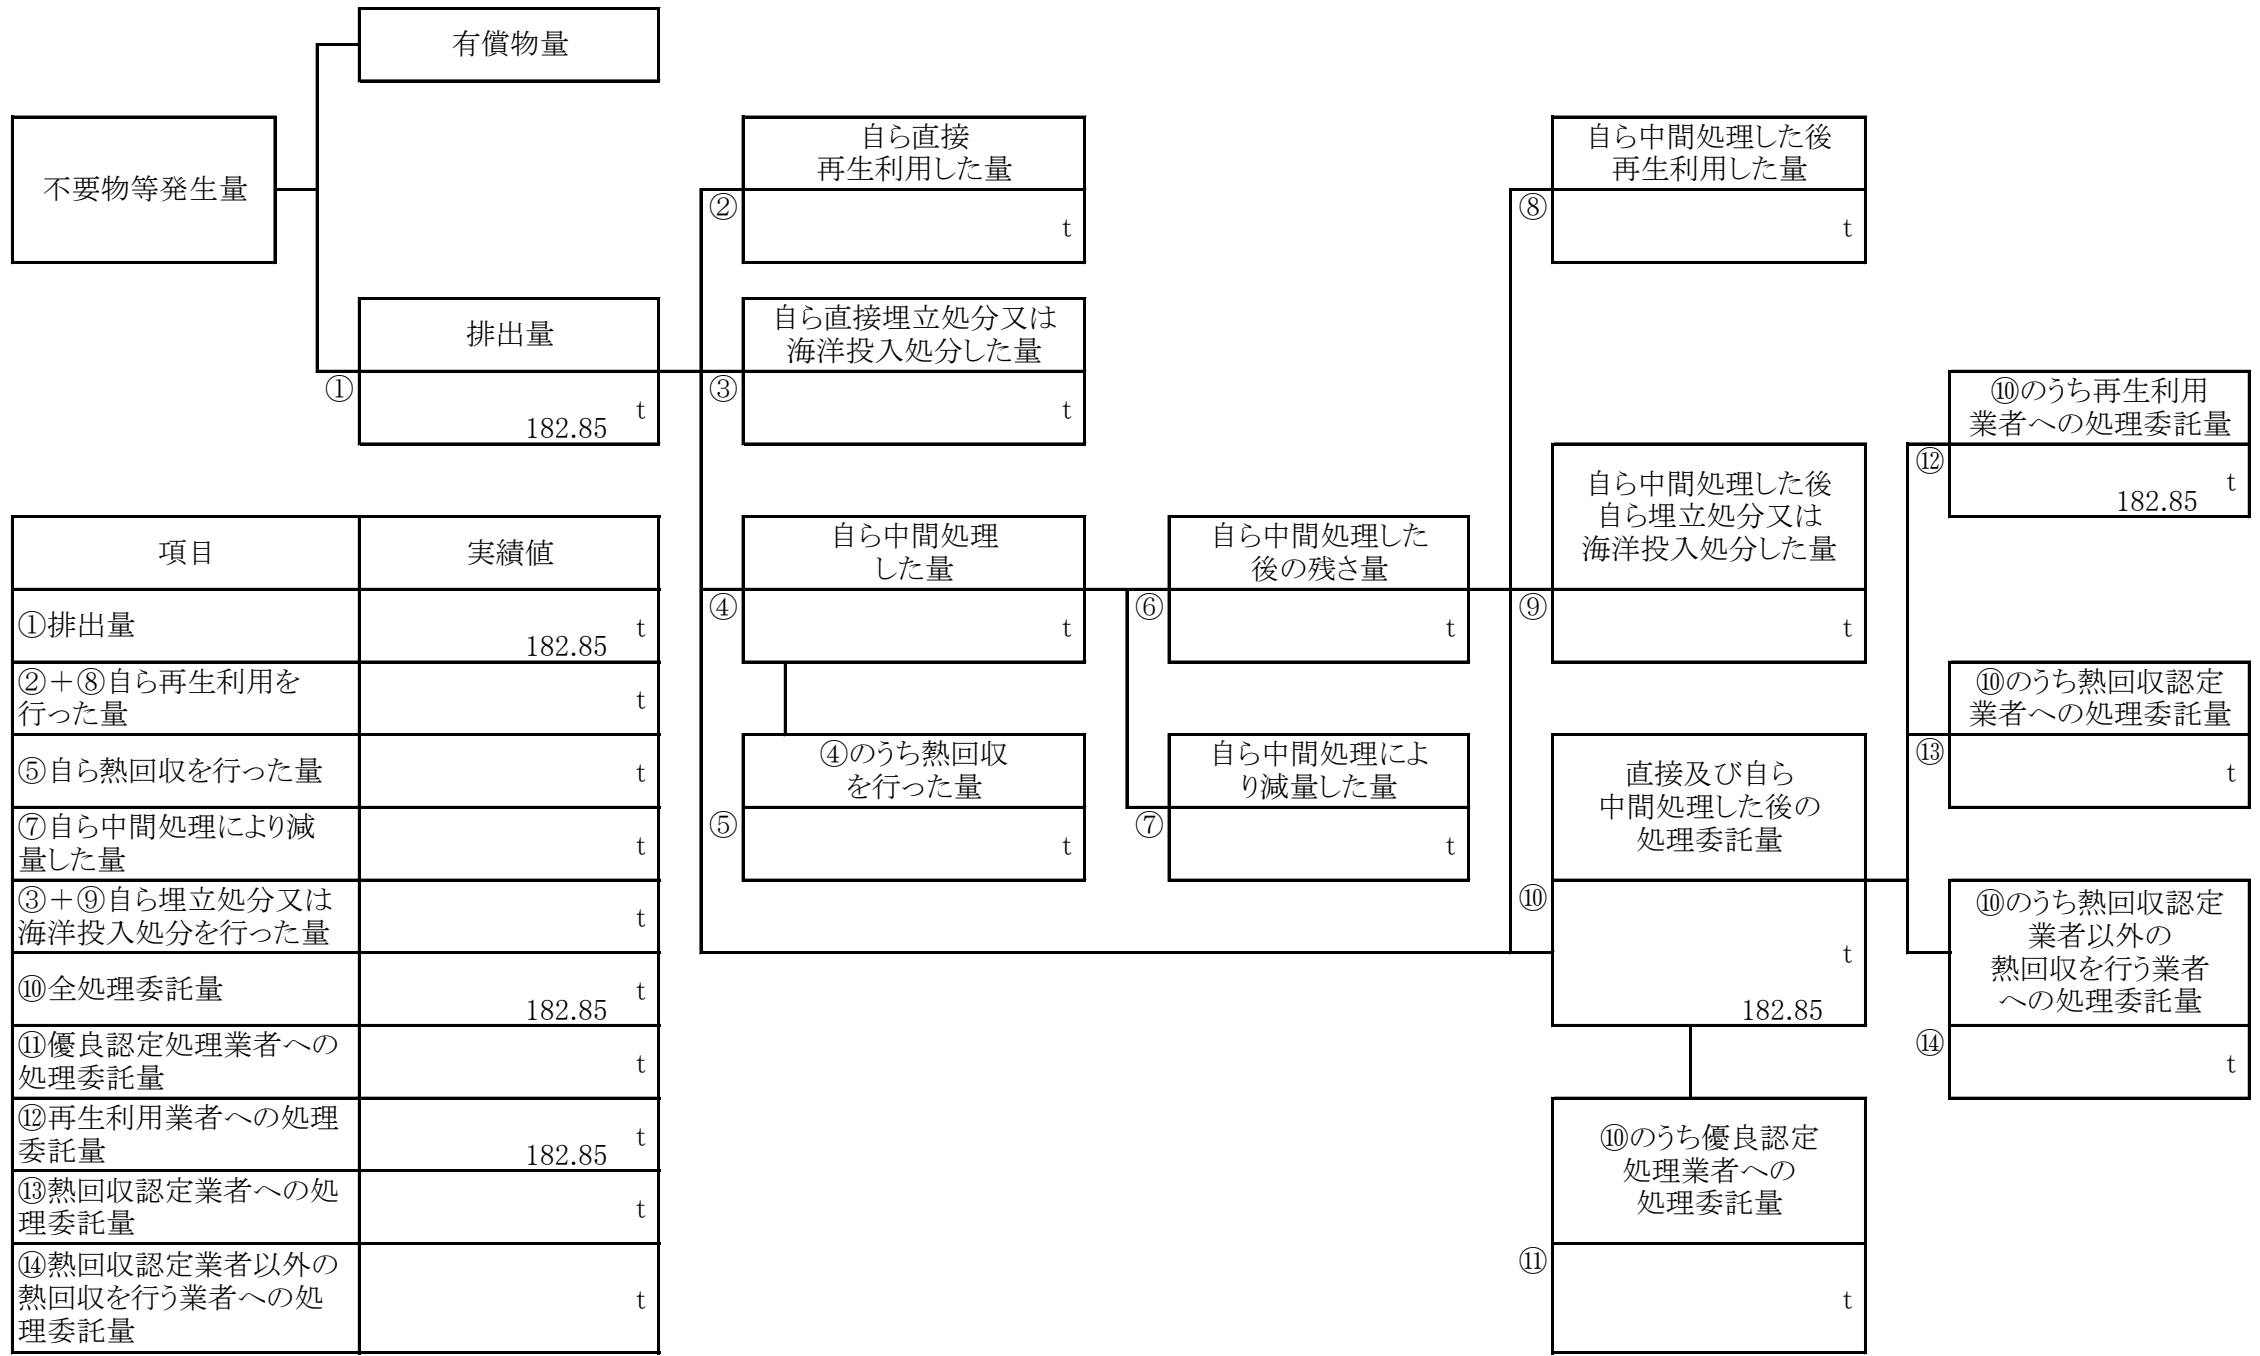 有償物量
不要物等発生量
自ら直接
再生利用した量
②
t
自ら中間処理した後
再生利用した量
⑧
t
排出量
①
182.85 t
自ら直接埋立処分又は
海洋投入処分した量
③
t
⑩のうち再生利用
業者への処理委託量
⑫
182.85 t
自ら中間処理
した量
④
t
自ら中間処理した
後の残さ量
⑥
t
自ら中間処理した後
自ら埋立処分又は
海洋投入処分した量
⑨
t
⑩のうち熱回収認定
業者への処理委託量
⑬
t
④のうち熱回収
を行った量
⑤
t
自ら中間処理によ
り減量した量
⑦
t
直接及び自ら
中間処理した後の
処理委託量
⑩
t
182.85
⑩のうち熱回収認定
業者以外の
熱回収を行う業者
への処理委託量
⑭
t
⑩のうち優良認定
処理業者への
処理委託量
⑪
t
項目 実績値
①排出量
182.85 t
②+⑧自ら再生利用を
行った量
t
⑤自ら熱回収を行った量 t
⑦自ら中間処理により減
量した量
t
③+⑨自ら埋立処分又は
海洋投入処分を行った量
t
⑩全処理委託量
182.85 t
⑪優良認定処理業者への
処理委託量
t
⑫再生利用業者への処理
委託量
182.85 t
⑬熱回収認定業者への処
理委託量
t
⑭熱回収認定業者以外の
熱回収を行う業者への処
理委託量
t